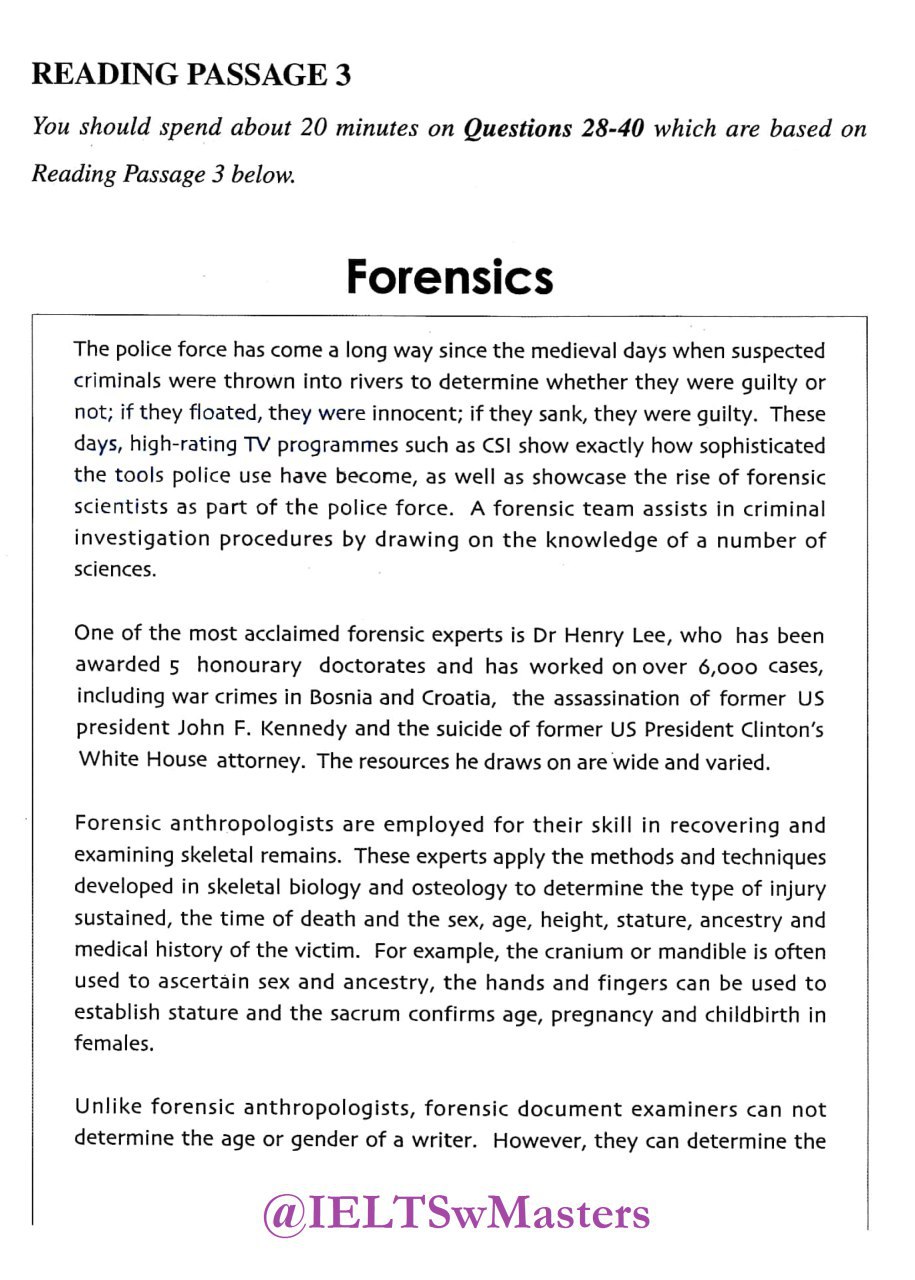 READING PASSAGE 3
You should spend about 20 minutes on Questions 28-40 which are based on
Reading Passage 3 below.
Forensics
The police force has come a long way since the medieval days when suspected
criminals were thrown into rivers to determine whether they were guilty or
not; if they floated, they were innocent; if they sank, they were guilty. These
days, high-rating TV programmes such as CSI show exactly how sophisticated
the tools police use have become, as well as showcase the rise of forensic
scientists as part of the police force. A forensic team assists in criminal
investigation procedures by drawing on the knowledge of a number of
sciences.
One of the most acclaimed forensic experts is Dr Henry Lee, who has been
awarded 5 honourary doctorates and has worked on over 6,000 cases,
including war crimes in Bosnia and Croatia, the assassination of former US
president John F. Kennedy and the suicide of former US President Clinton's
White House attorney. The resources he draws on are wide and varied.
Forensic anthropologists are employed for their skill in recovering and
examining skeletal remains. These experts apply the methods and techniques
developed in skeletal biology and osteology to determine the type of injury
sustained, the time of death and the sex, age, height, stature, ancestry and
medical history of the victim. For example, the cranium or mandible is often
used to ascertain sex and ancestry, the hands and fingers can be used to
establish stature and the sacrum confirms age, pregnancy and childbirth in
females.
Unlike forensic anthropologists, forensic document examiners can not
determine the age or gender of a writer. However, they can determine the
@IELTSwMasters